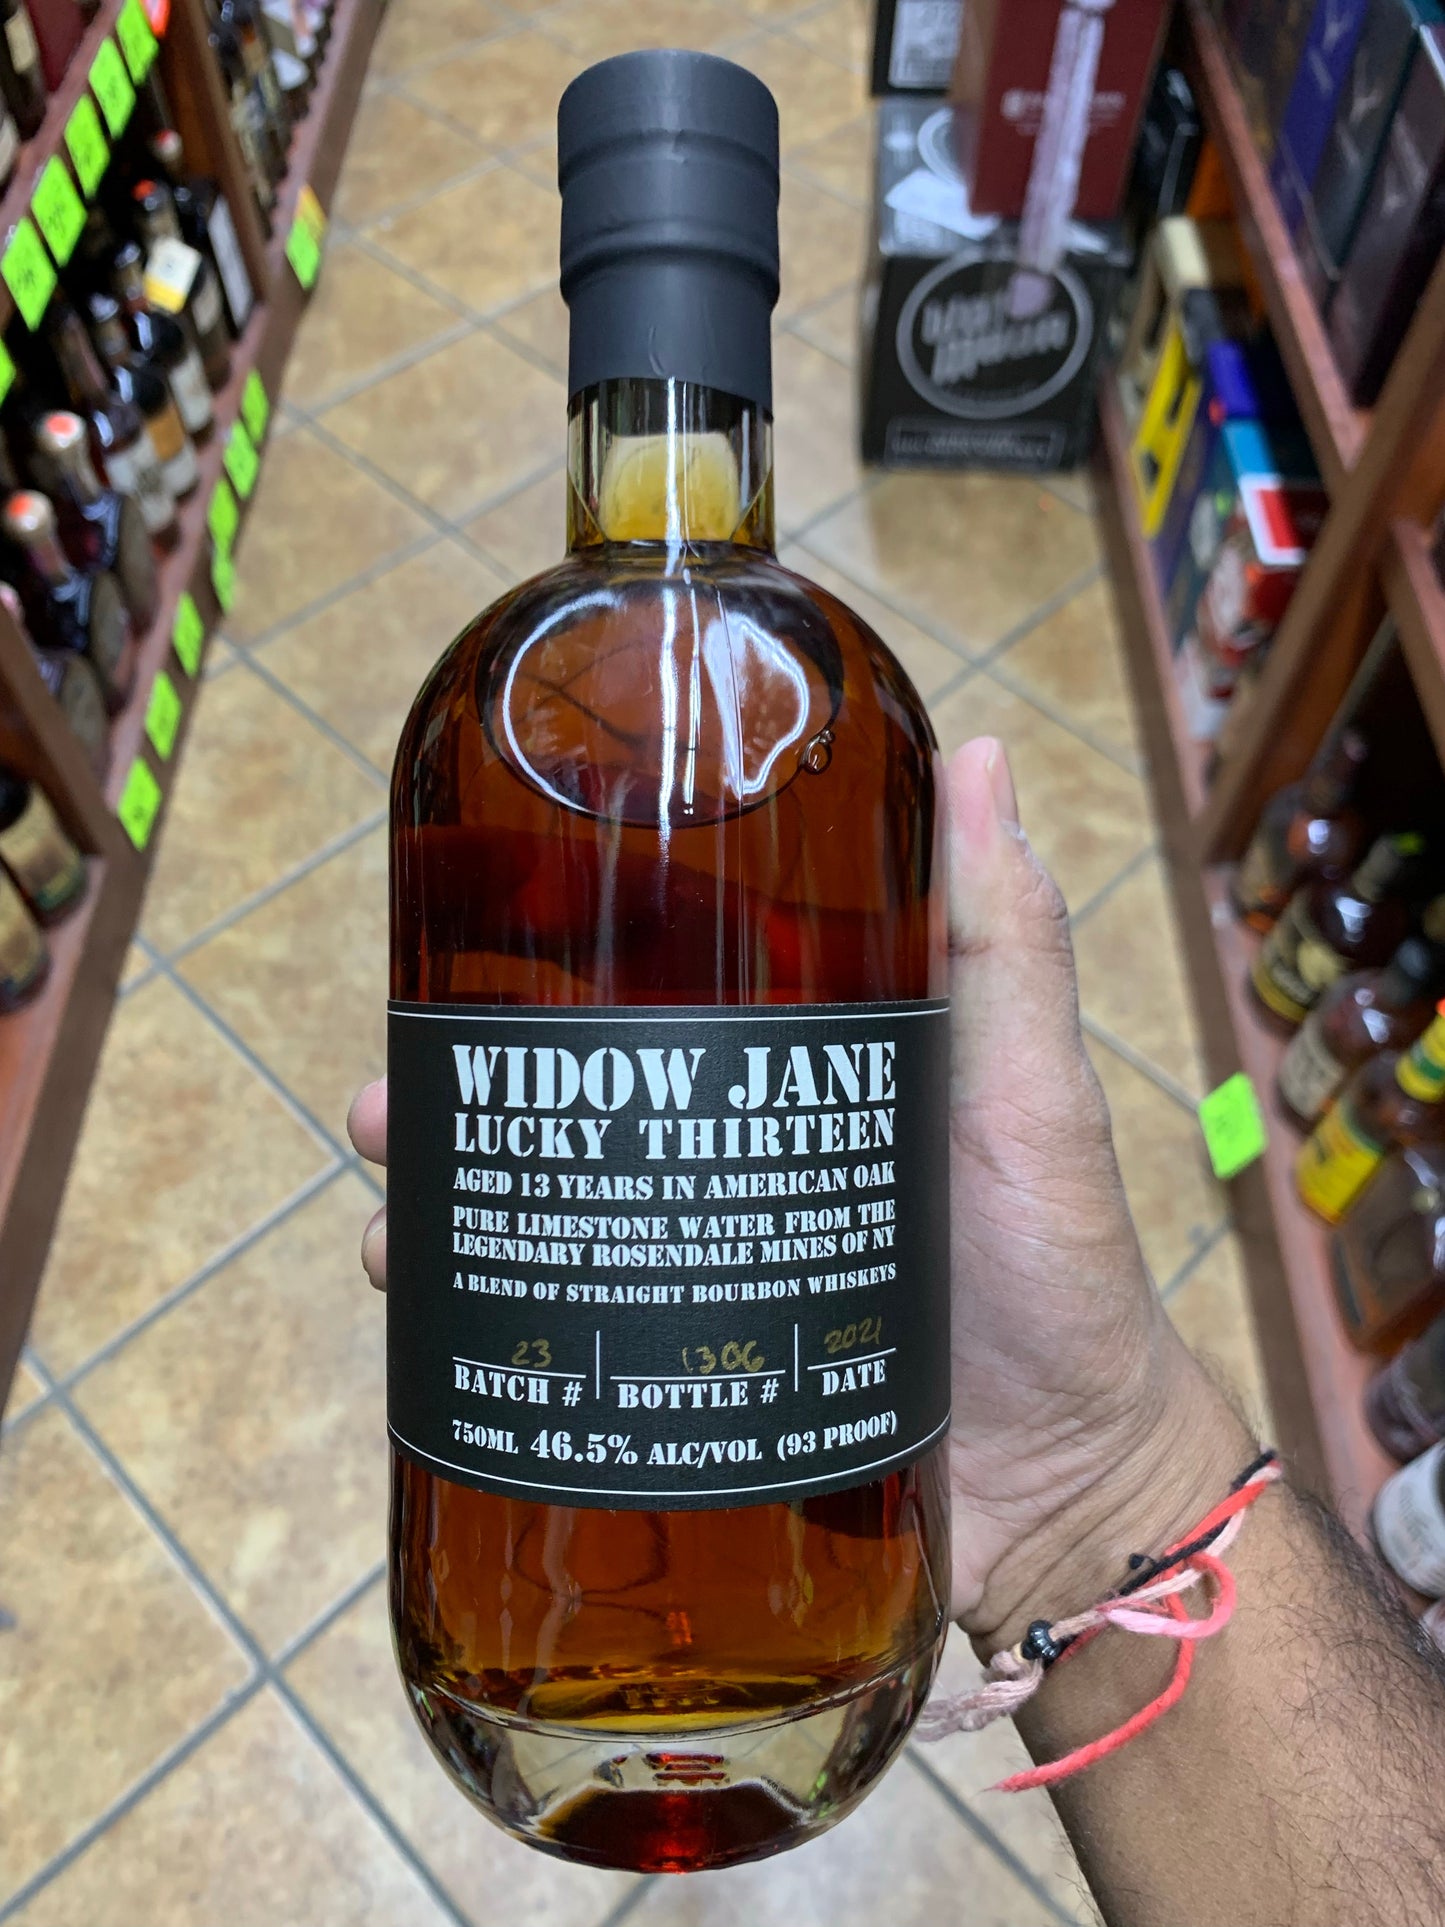 WIDOW JANE
LUCKY THIRTEEN
AGED 13 YEARS IN AMERICAN OAK
PURE LIMESTONE WATER FROM THE
LEGENDARY ROSENDALE MINES OF NY
A BLEND OF STRAIGHT BOURBON WHISKEYS
23 1306 2021
BATCH # BOTTLE # DATE
750ML 46.5% ALC/VOL (93 PROOF)